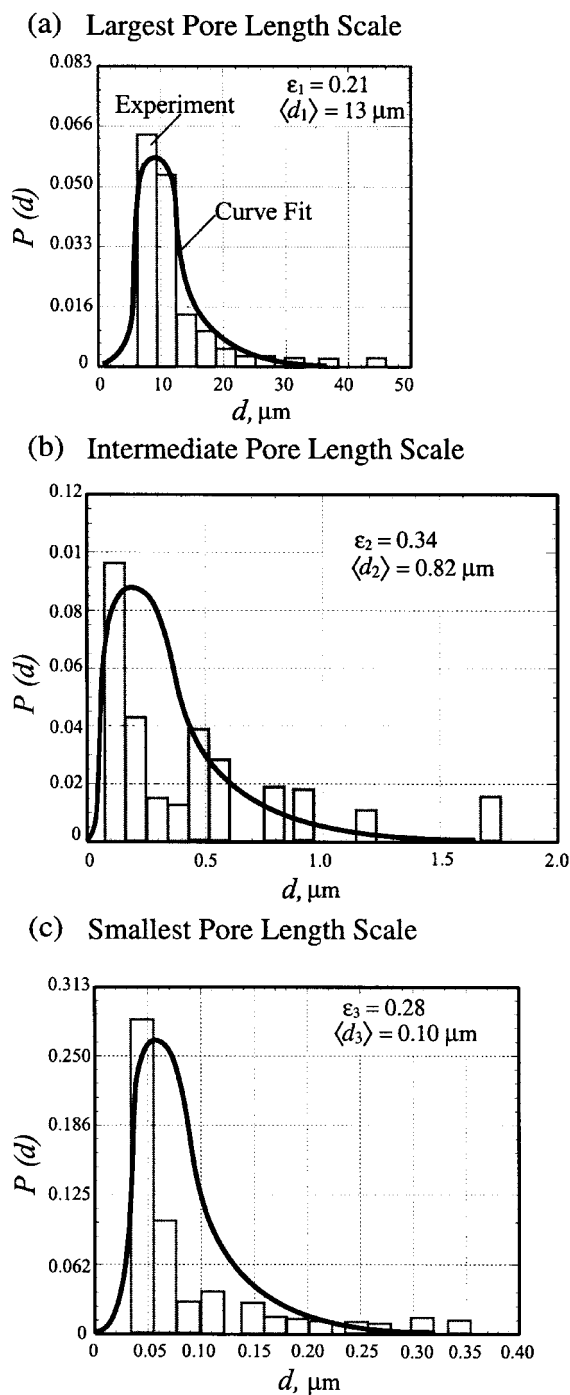 (a) Largest Pore Length Scale
0.083
0.066
0.050
0.033
0.016
0
P (d)
ε1 = 0.21
⟨d1⟩ = 13 μm
Experiment
Curve Fit
0 10 20 30 40 50
d, μm
(b) Intermediate Pore Length Scale
0.12
0.01
0.08
0.06
0.04
0.02
0
P (d)
ε2 = 0.34
⟨d2⟩ = 0.82 μm
0 0.5 1.0 1.5 2.0
d, μm
(c) Smallest Pore Length Scale
0.313
0.250
0.186
0.125
0.062
0
P (d)
ε3 = 0.28
⟨d3⟩ = 0.10 μm
0 0.05 0.10 0.15 0.20 0.25 0.30 0.35 0.40
d, μm